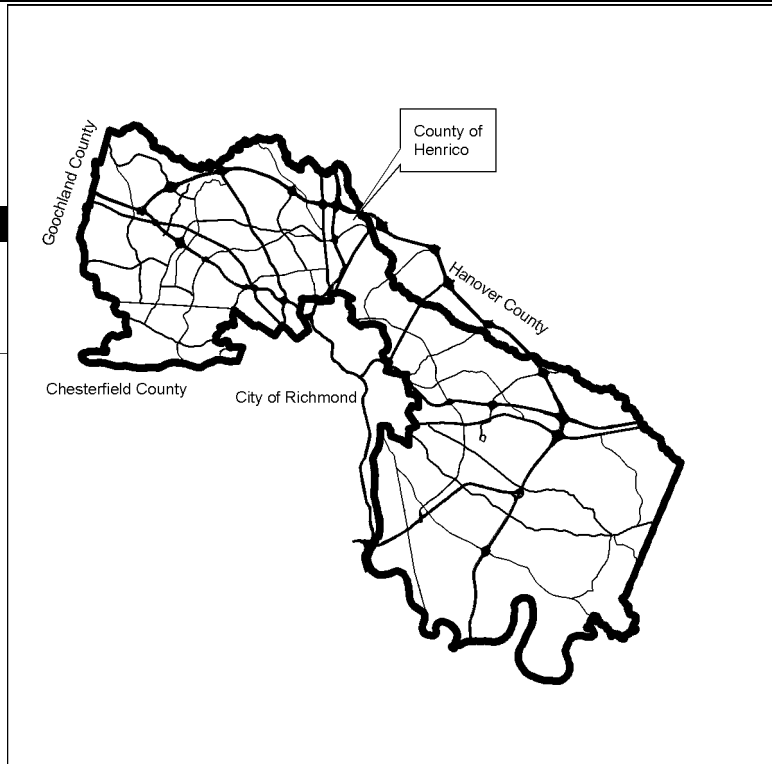 County of
Henrico
Goochland County
Hanover County
Chesterfield County
City of Richmond